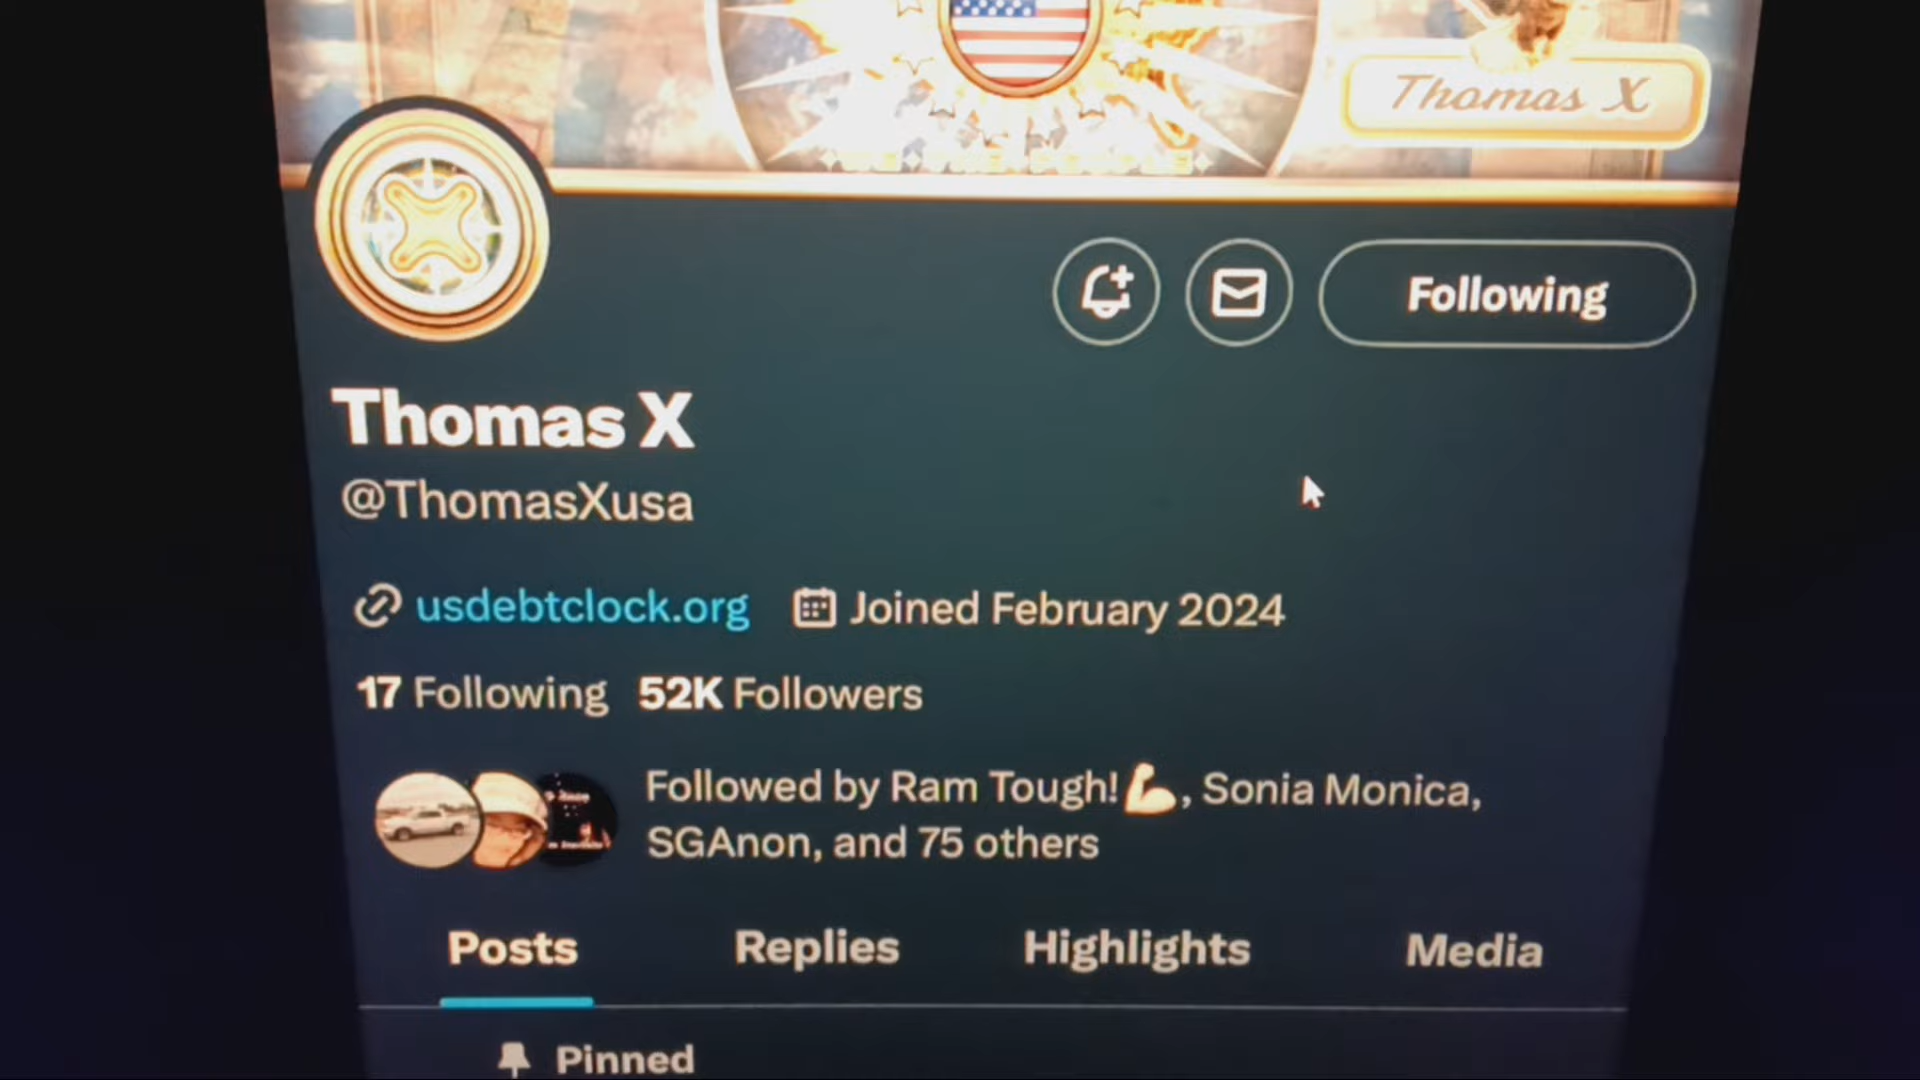 Thomas X
Following
Thomas X
@ThomasXusa
usdebtclock.org Joined February 2024
17 Following 52K Followers
Followed by Ram Tough!💪, Sonia Monica,
SGAnon, and 75 others
Posts Replies Highlights Media
Pinned